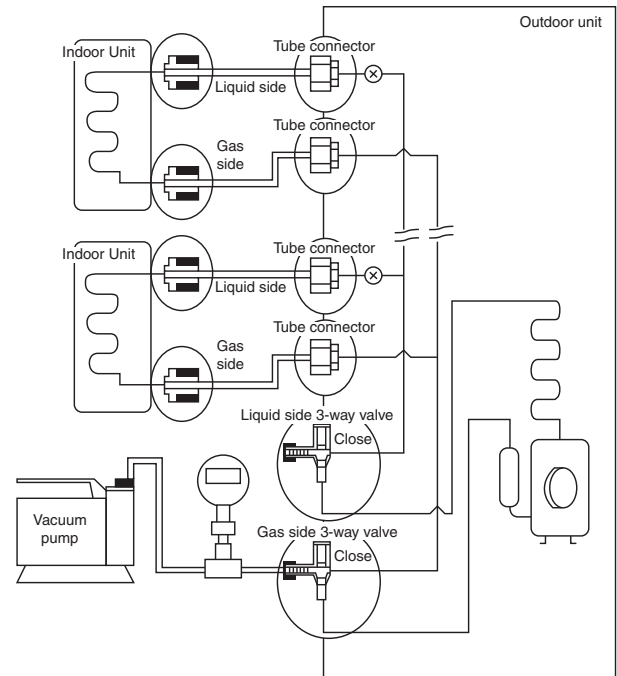 Outdoor unit
Tube connector
Indoor Unit
Liquid side
Tube connector
Gas
side
Tube connector
Indoor Unit
Liquid side
Tube connector
Gas
side
Liquid side 3-way valve
Close
Vacuum
pump
Gas side 3-way valve
Close